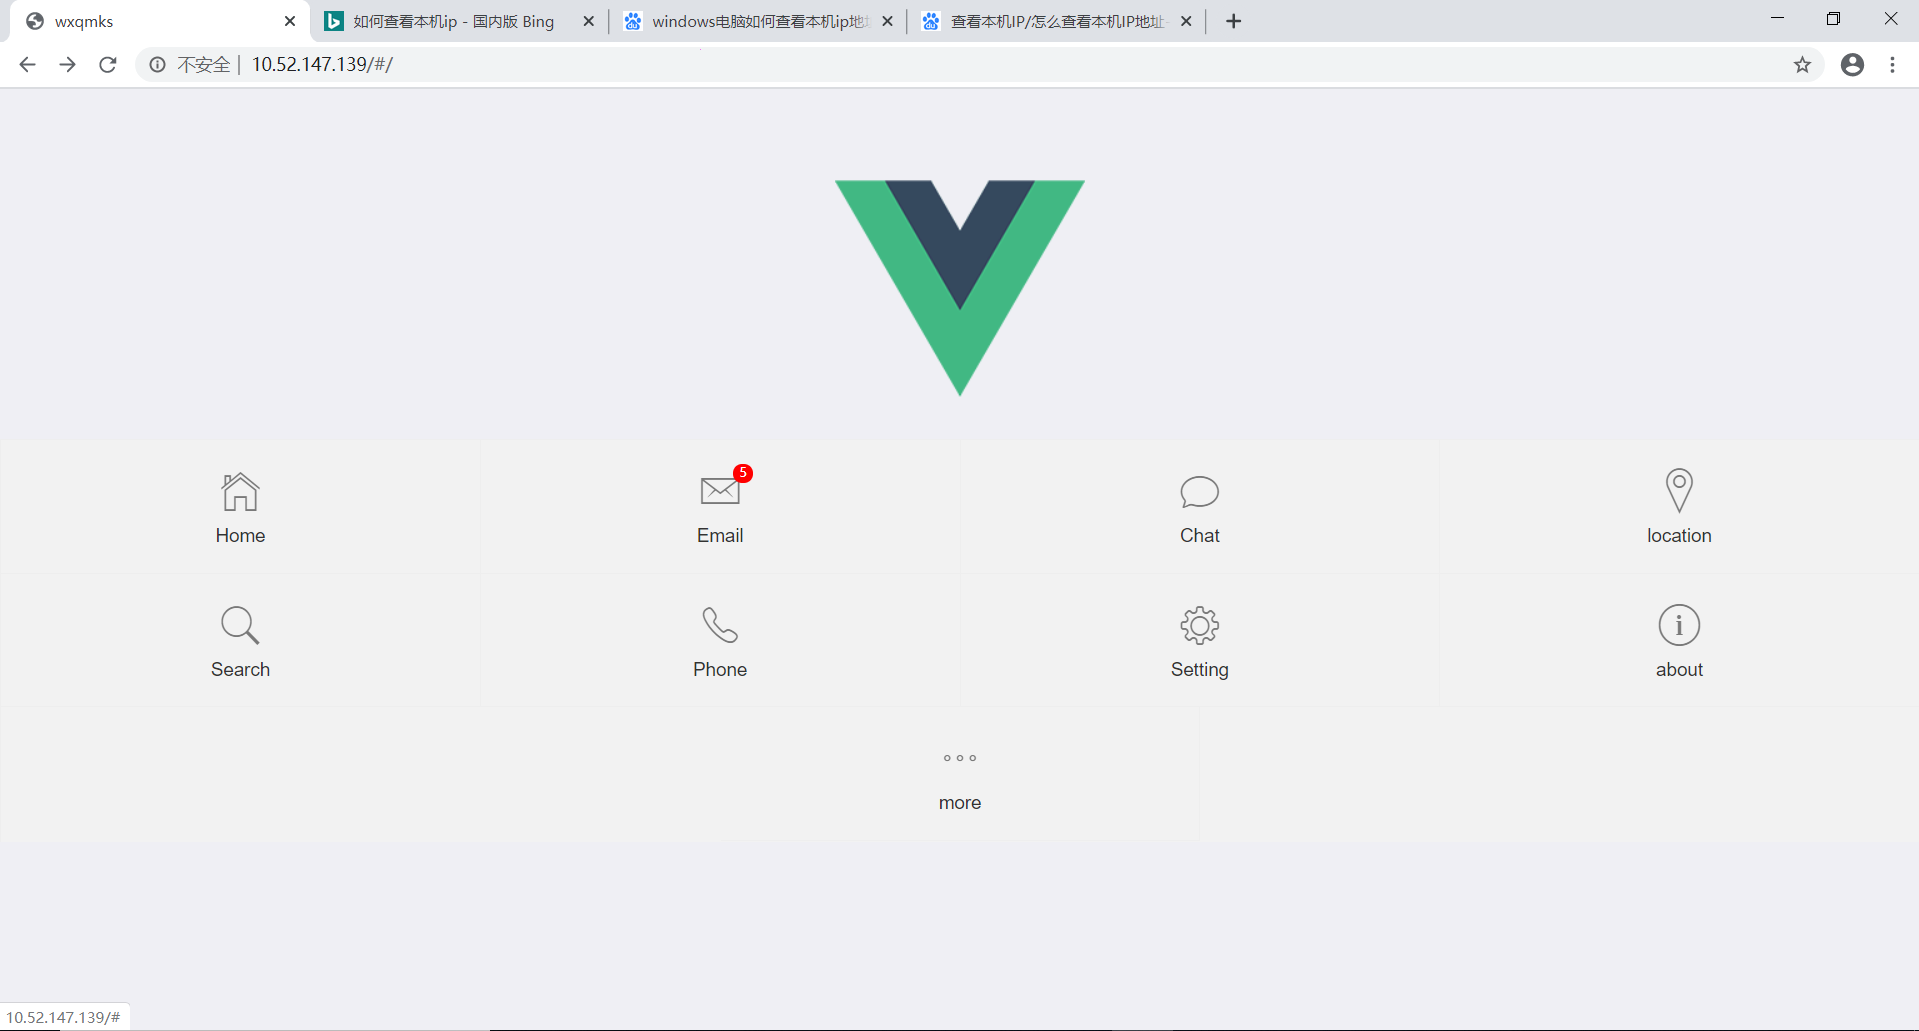 wxqmks
如何查看本机ip - 国内版 Bing
windows电脑如何查看本机ip地
查看本机IP/怎么查看本机IP地址
不安全 | 10.52.147.139/#/
5
Home
Email
Chat
location
Search
Phone
Setting
about
more
10.52.147.139/#